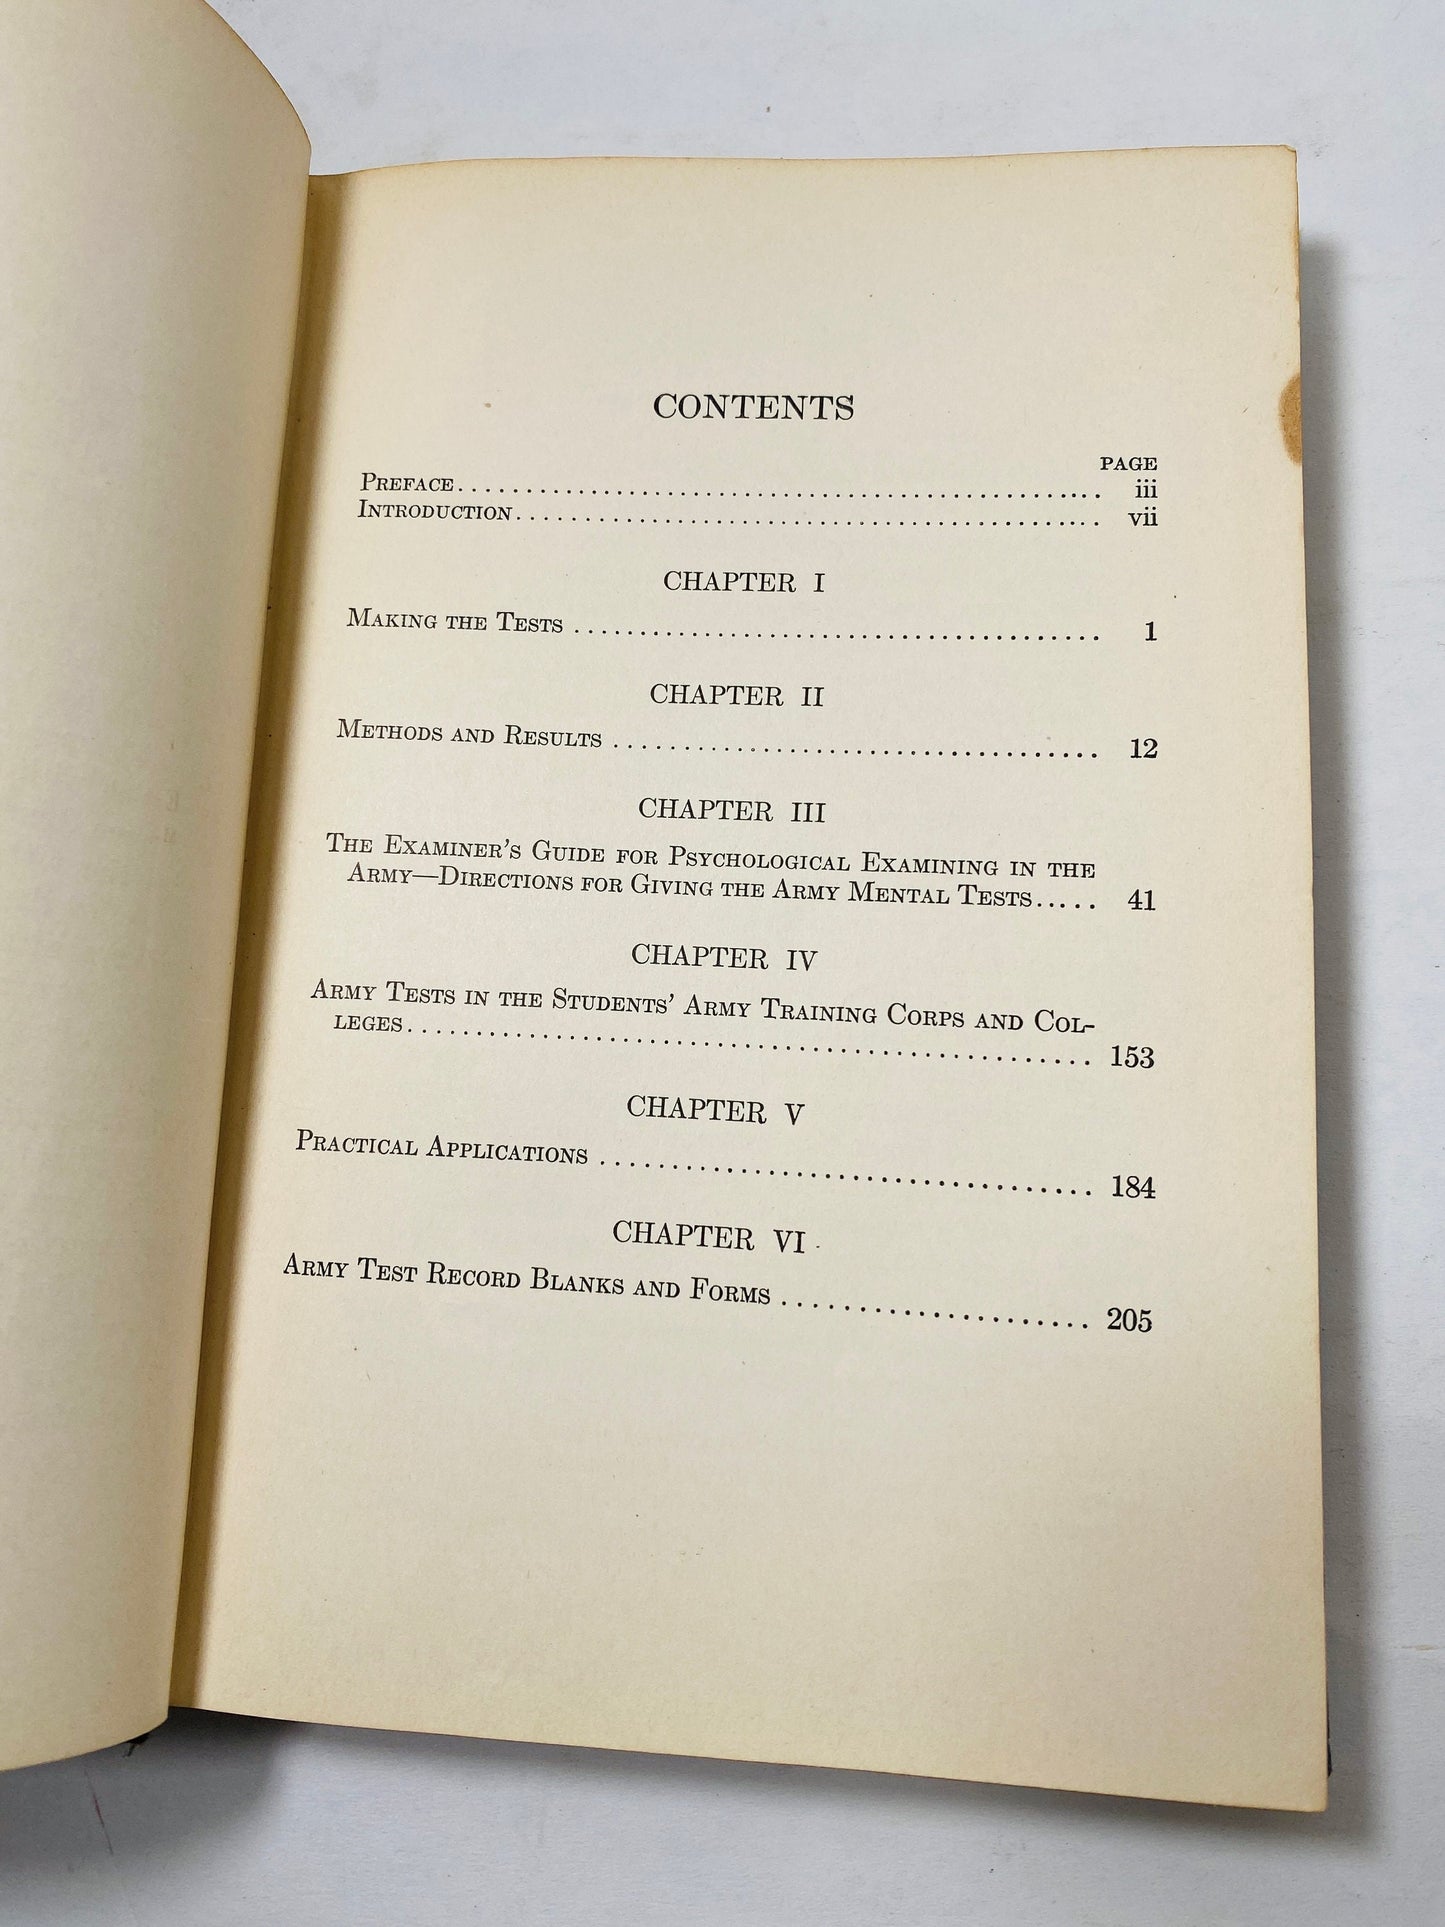 CONTENTS
PAGE
PREFACE.................................................... iii
INTRODUCTION.............................................. vii
CHAPTER I
MAKING THE TESTS ........................................ 1
CHAPTER II
METHODS AND RESULTS .................................... 12
CHAPTER III
THE EXAMINER'S GUIDE FOR PSYCHOLOGICAL EXAMINING IN THE
ARMY—DIRECTIONS FOR GIVING THE ARMY MENTAL TESTS..... 41
CHAPTER IV
ARMY TESTS IN THE STUDENTS' ARMY TRAINING CORPS AND COL-
LEGES.................................................. 153
CHAPTER V
PRACTICAL APPLICATIONS .................................... 184
CHAPTER VI
ARMY TEST RECORD BLANKS AND FORMS ...................... 205